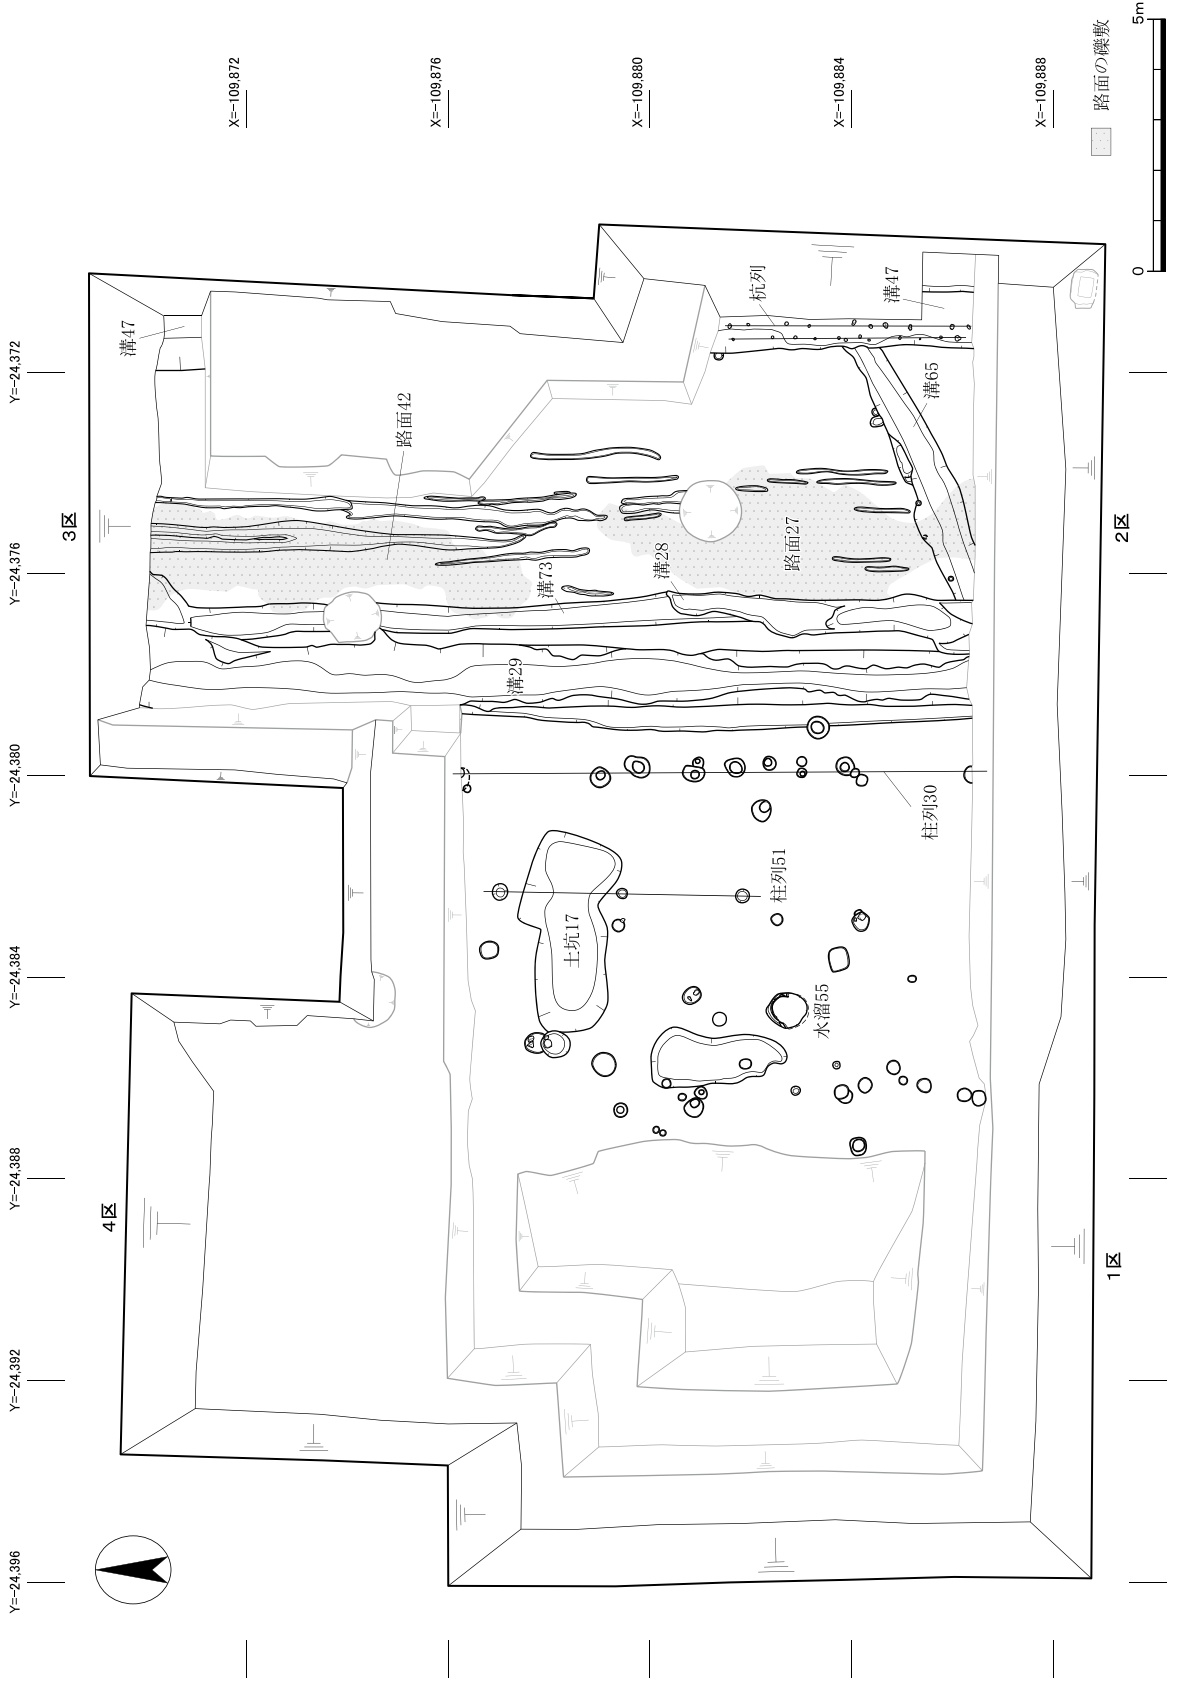 X=−109,872
X=−109,876
X=−109,880
X=−109,884
X=−109,888
路面の礫敷
5m
0
Y=−24,372
Y=−24,376
Y=−24,380
Y=−24,384
Y=−24,388
Y=−24,392
Y=−24,396
3区
4区
2区
1区
溝47
路面42
杭列
溝47
溝65
路面27
溝28
溝73
溝29
柱列30
柱列51
土坑17
水溜55